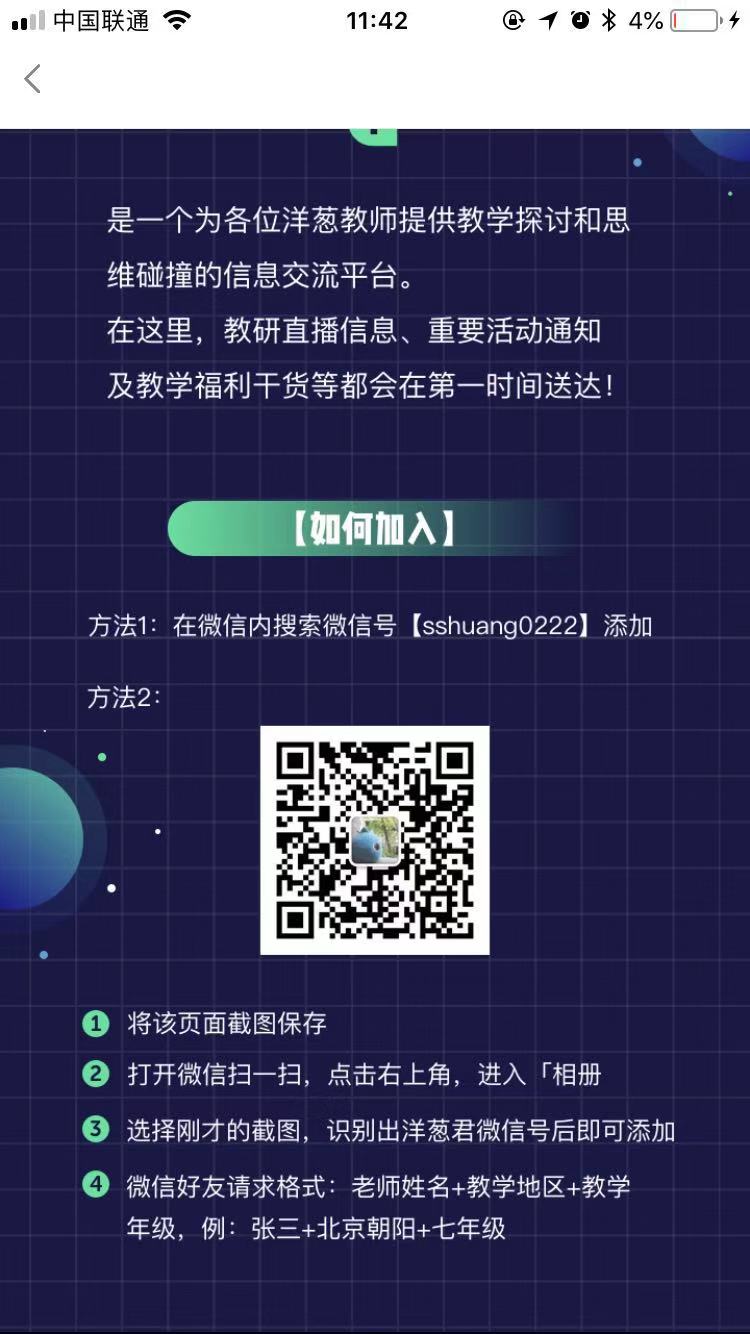 中国联通
11:42
4%
是一个为各位洋葱教师提供教学探讨和思
维碰撞的信息交流平台。
在这里，教研直播信息、重要活动通知
及教学福利干货等都会在第一时间送达！
【如何加入】
方法1：在微信内搜索微信号【sshuang0222】添加
方法2：
1 将该页面截图保存
2 打开微信扫一扫，点击右上角，进入「相册
3 选择刚才的截图，识别出洋葱君微信号后即可添加
4 微信好友请求格式：老师姓名+教学地区+教学
年级，例：张三+北京朝阳+七年级